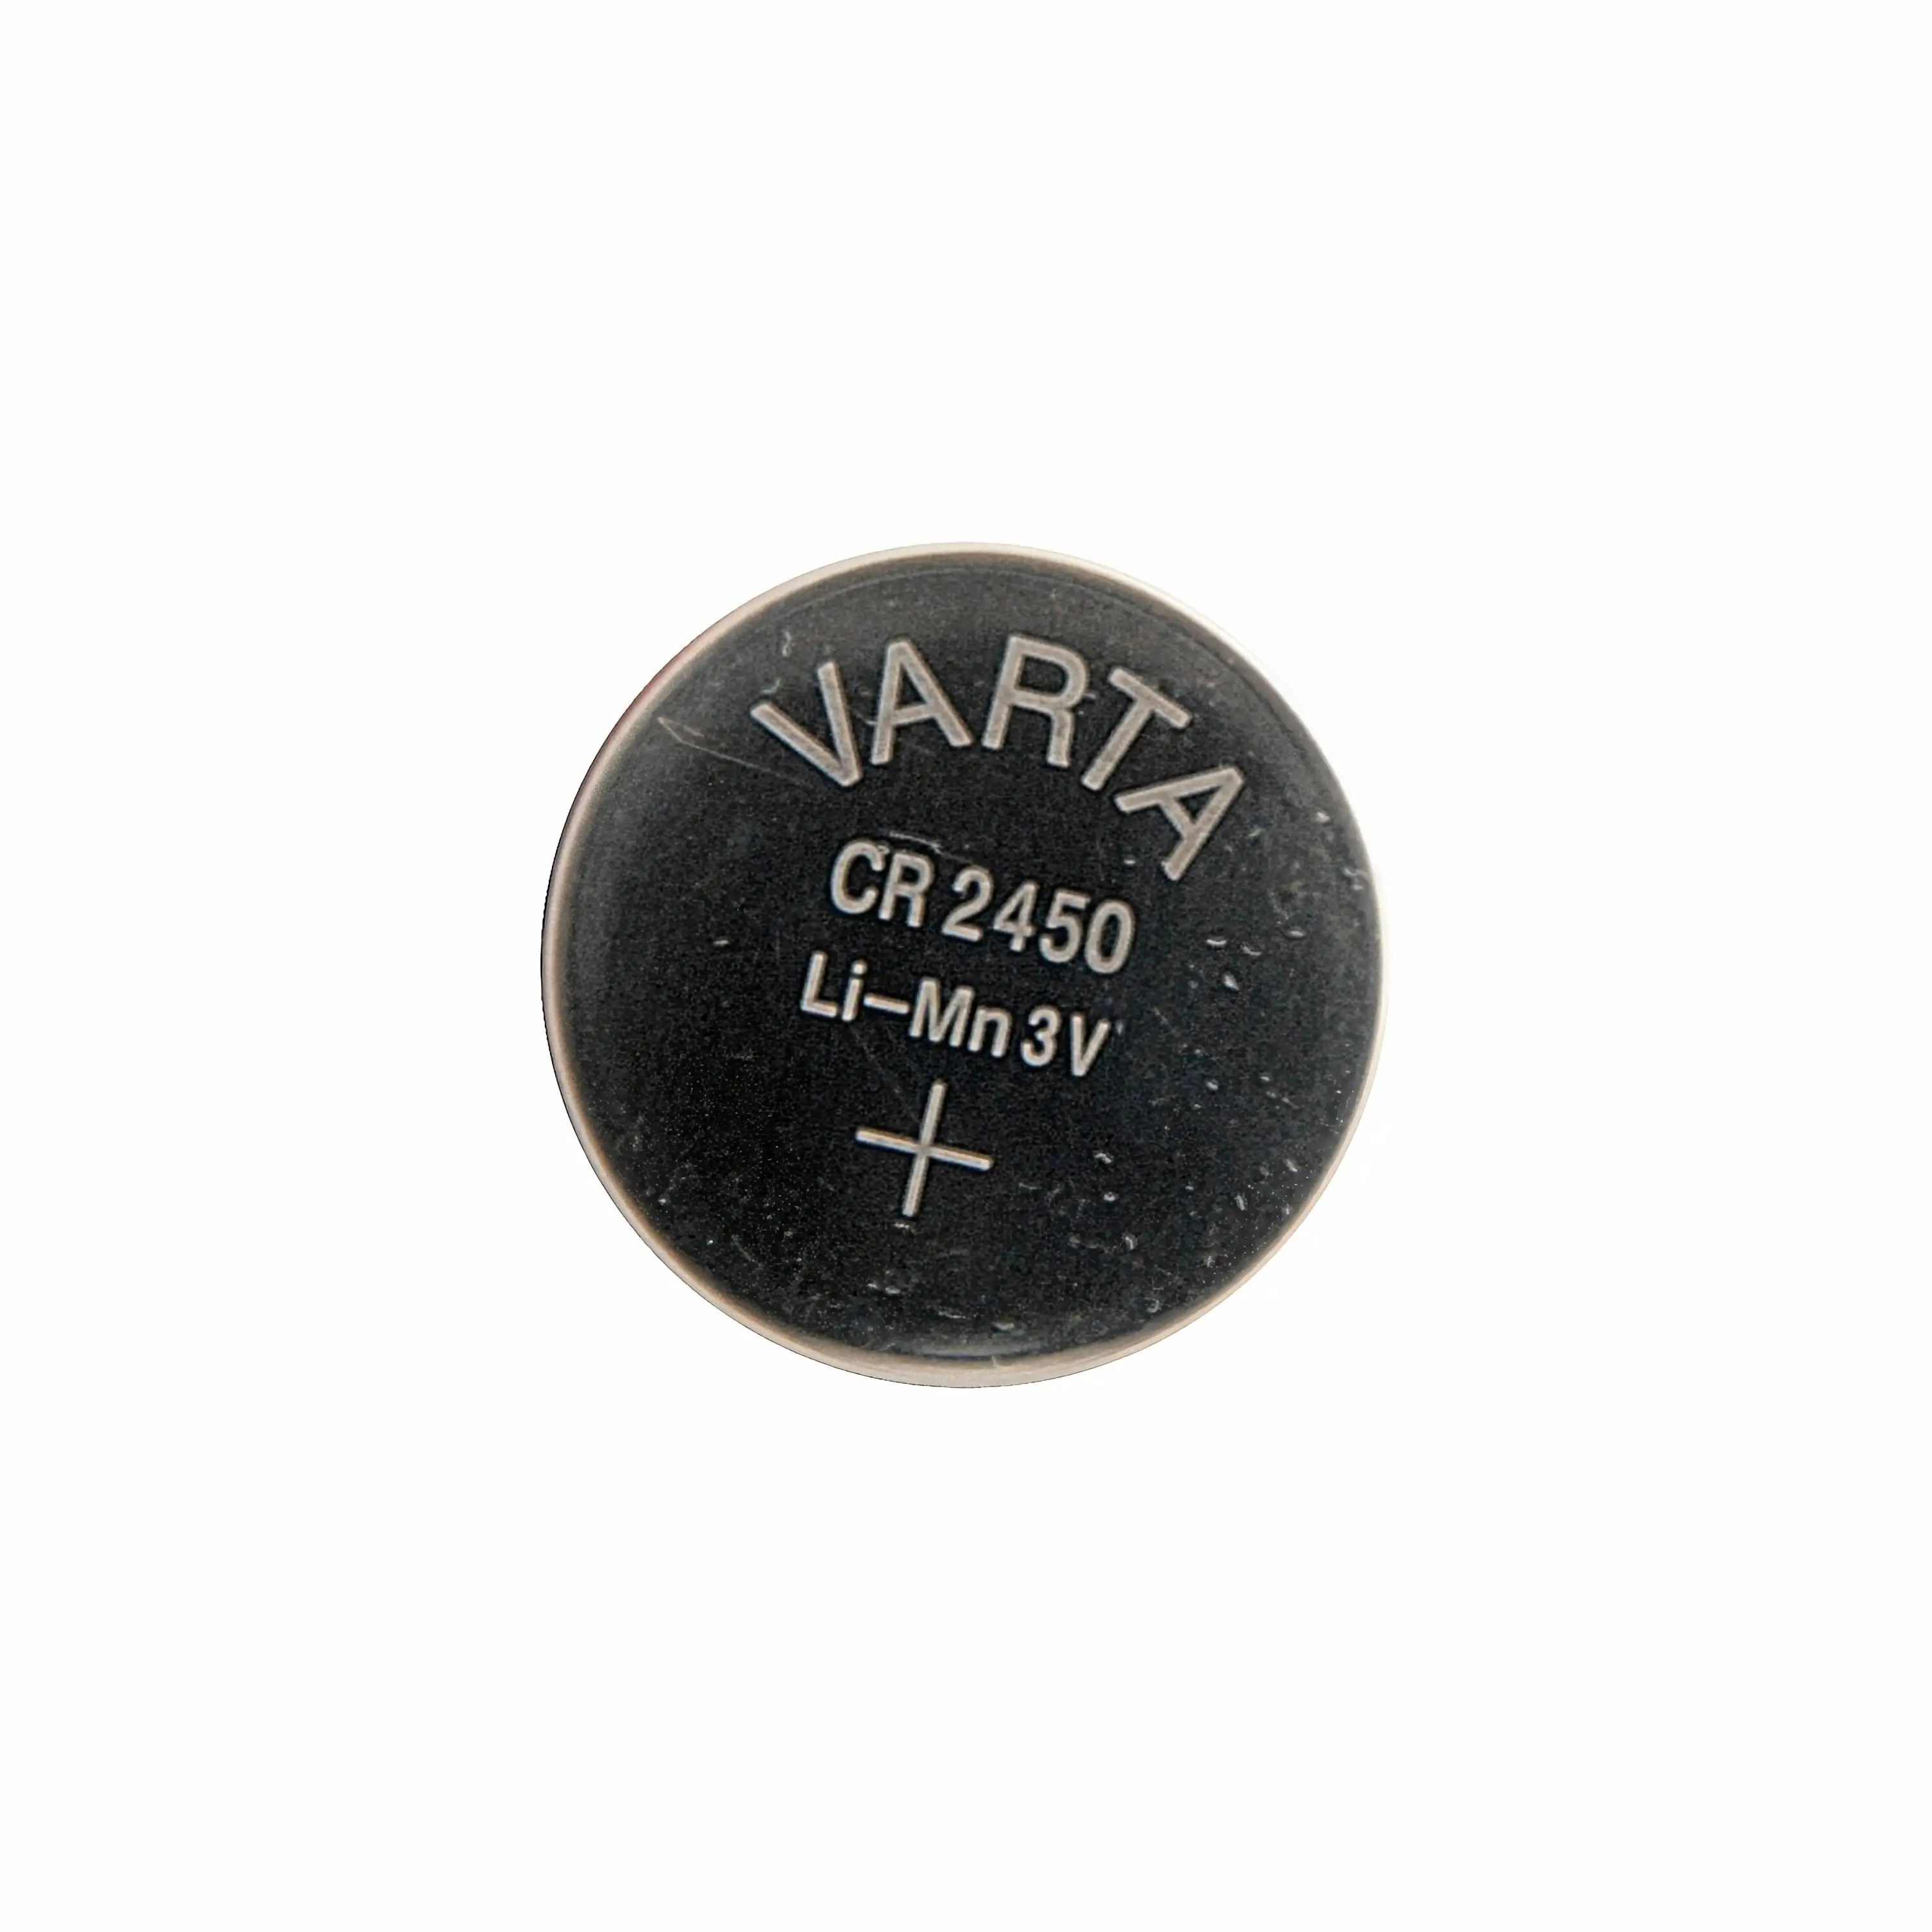 VARTA
CR 2450
Li-Mn 3V
+